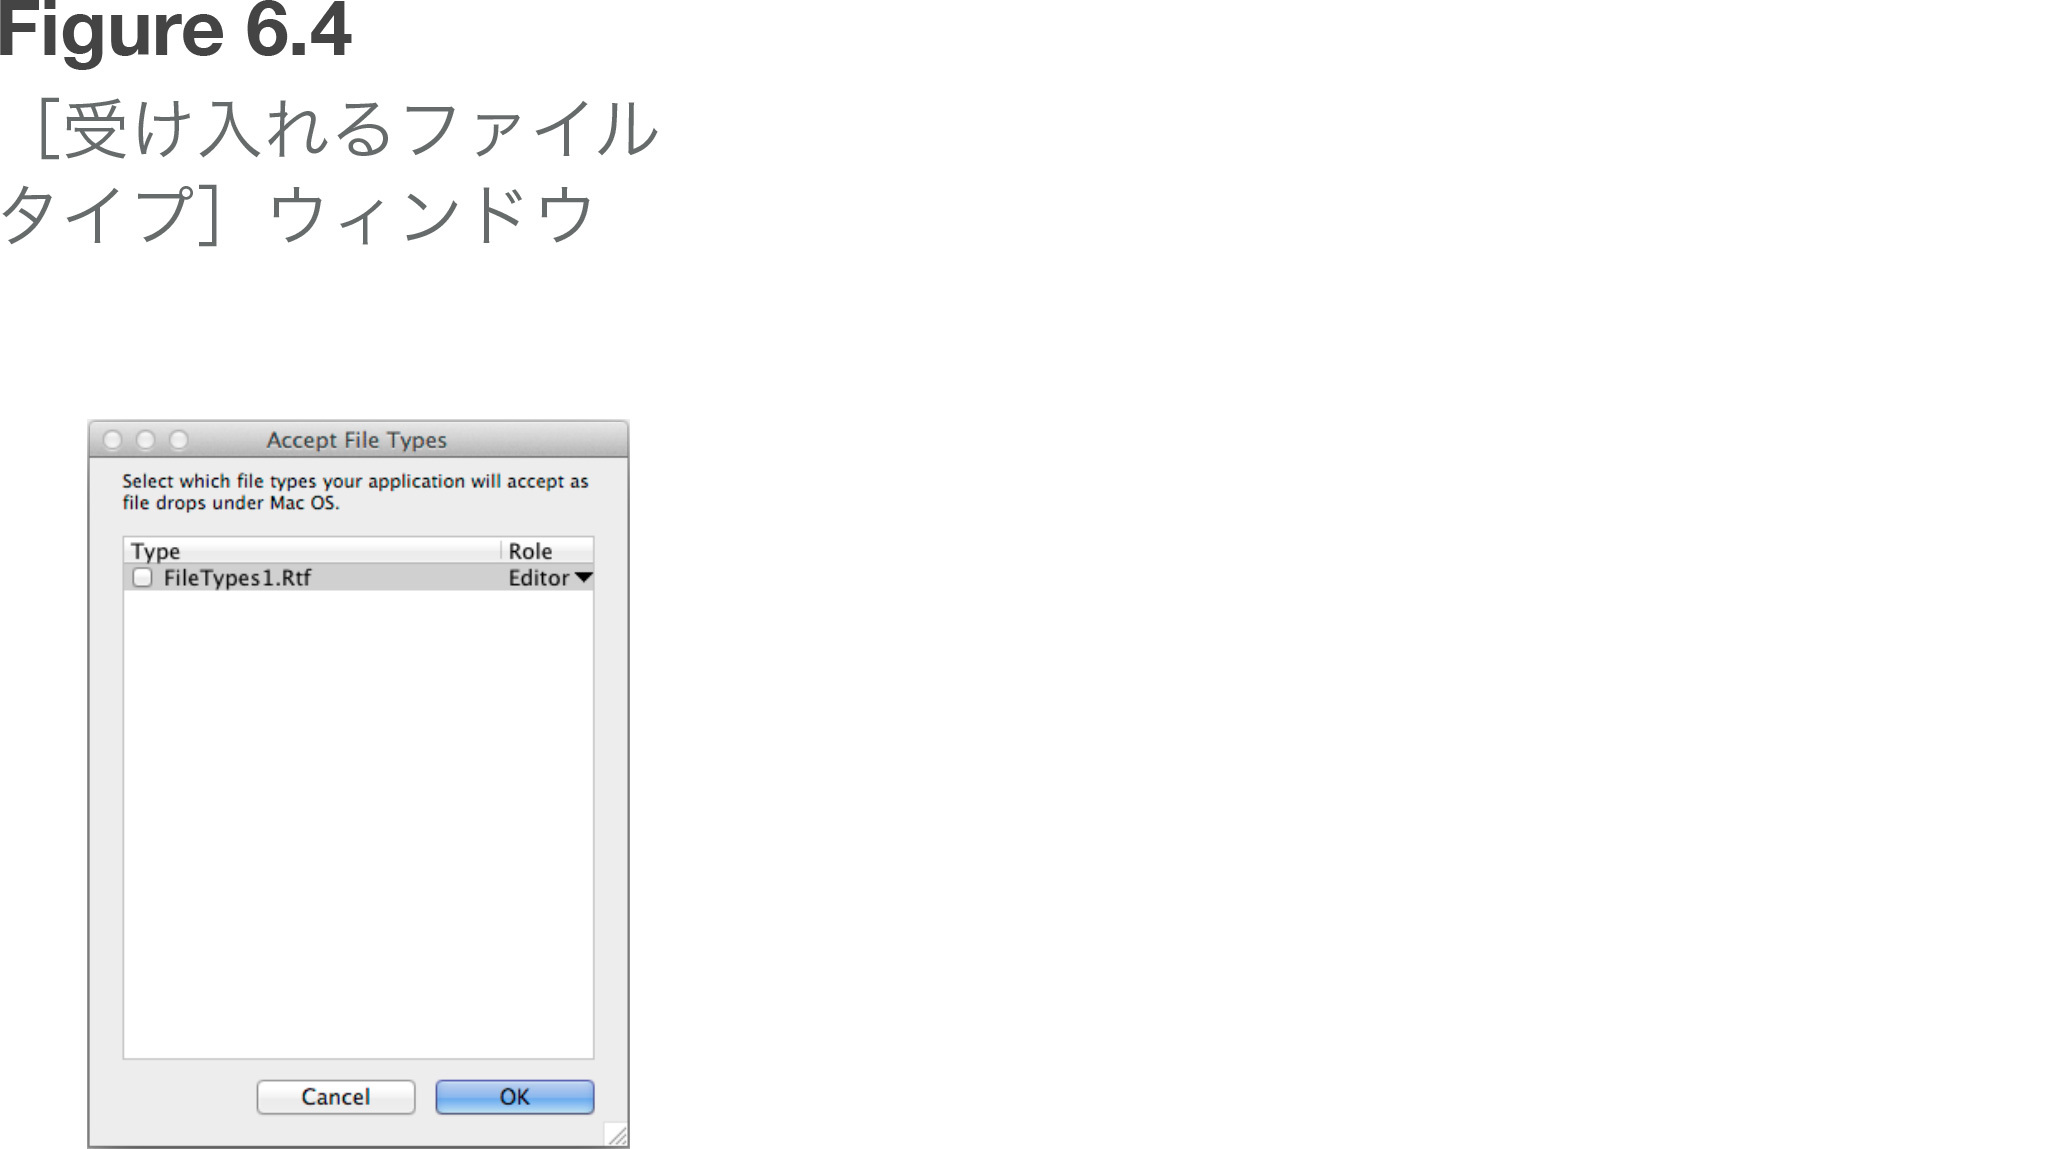 Figure 6.4
［受け入れるファイル
タイプ］ウィンドウ
Accept File Types
Select which file types your application will accept as
file drops under Mac OS.
Type Role
FileTypes1.Rtf Editor
Cancel OK